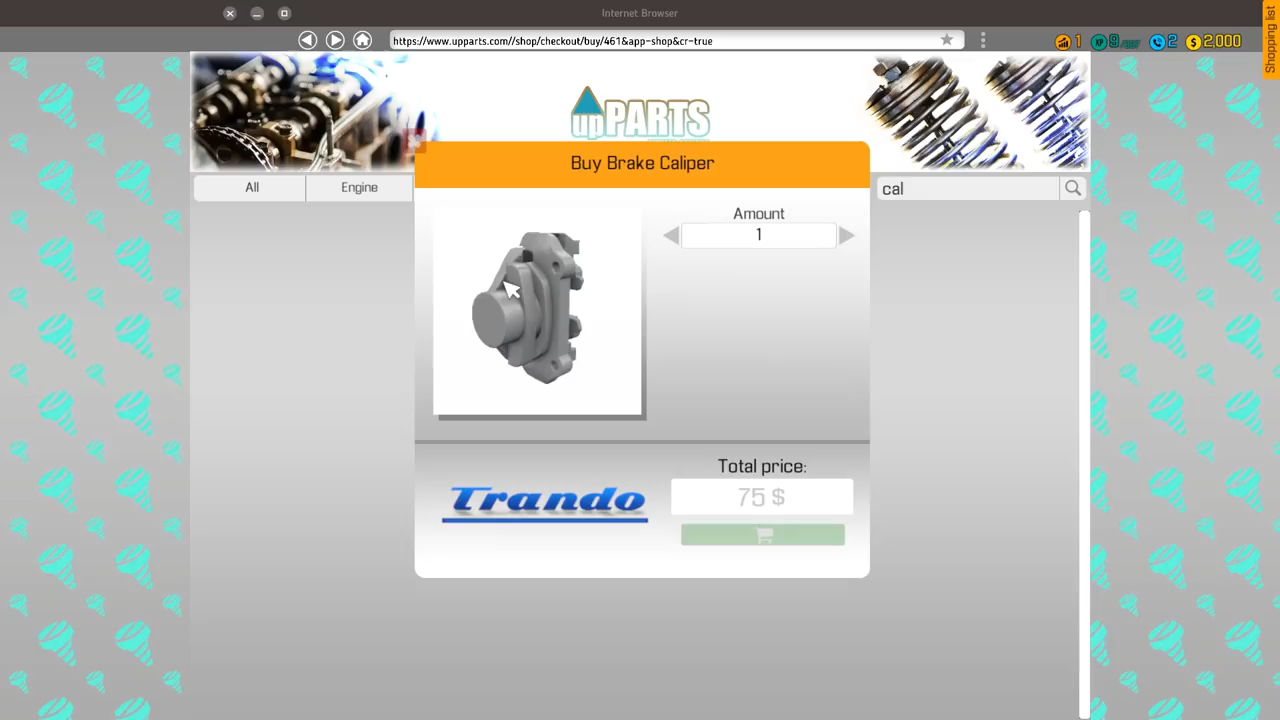 Internet Browser
https://www.upparts.com//shop/checkout/buy/461&app-shop&cr-true
1
XP 9
2
$ 2,000
Shopping list
upPARTS
Buy Brake Caliper
All
Engine
cal
Amount
1
Total price:
Trando
75 $